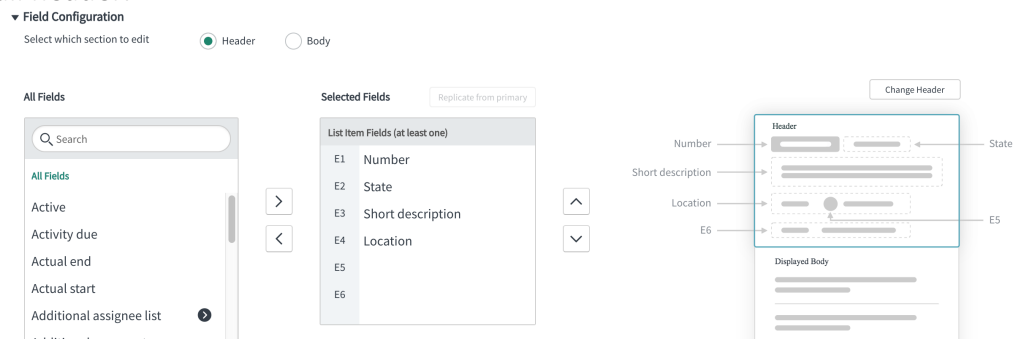 Field Configuration
Select which section to edit
Header
Body
All Fields
Selected Fields
Replicate from primary
Change Header
Search
All Fields
Active
Activity due
Actual end
Actual start
Additional assignee list
List Item Fields (at least one)
E1 Number
E2 State
E3 Short description
E4 Location
E5
E6
Header
Number
State
Short description
Location
E5
E6
Displayed Body